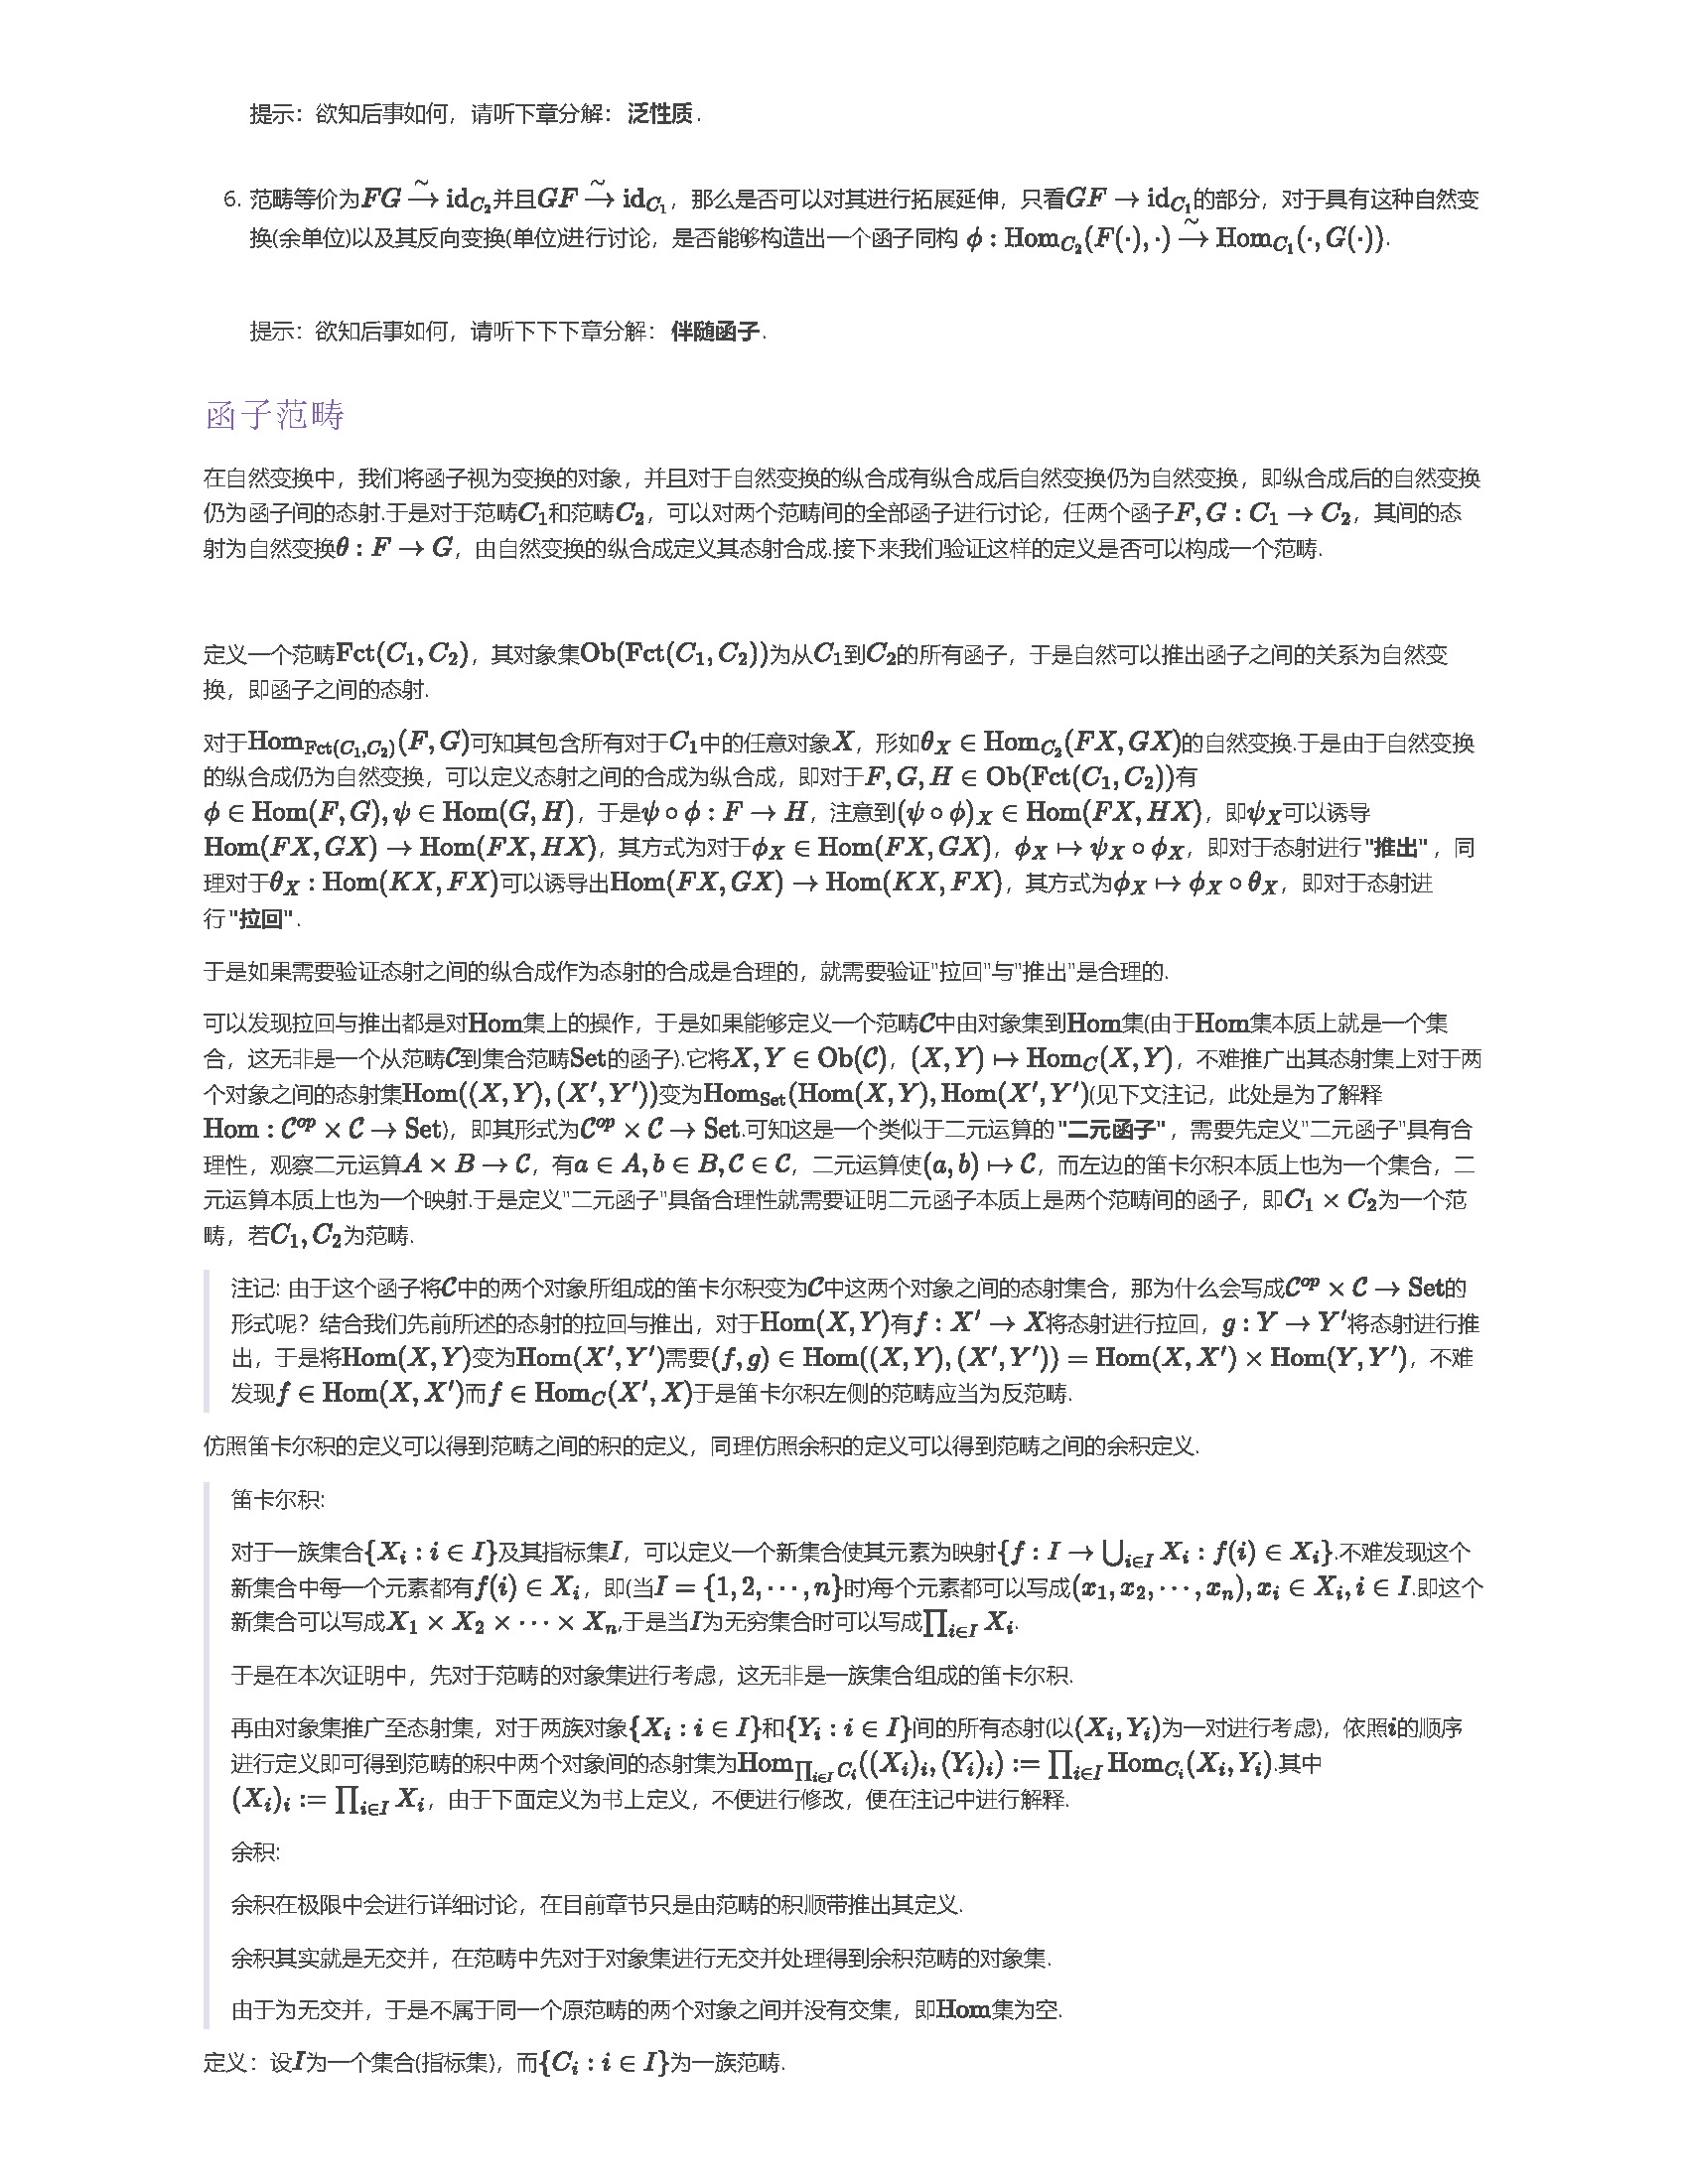 提示：欲知后事如何，请听下章分解：泛性质.
6. 范畴等价为$FG \xrightarrow{\sim} \mathrm{id}_{C_2}$并且$GF \xrightarrow{\sim} \mathrm{id}_{C_1}$，那么是否可以对其进行拓展延伸，只看$GF \to \mathrm{id}_{C_1}$的部分，对于具有这种自然变
换(余单位)以及其反向变换(单位)进行讨论，是否能够构造出一个函子同构 $\phi : \mathrm{Hom}_{C_2}(F(\cdot), \cdot) \xrightarrow{\sim} \mathrm{Hom}_{C_1}(\cdot, G(\cdot))$.
提示：欲知后事如何，请听下下下章分解：伴随函子.
函子范畴
在自然变换中，我们将函子视为变换的对象，并且对于自然变换的纵合成有纵合成后自然变换仍为自然变换，即纵合成后的自然变换
仍为函子间的态射.于是对于范畴$C_1$和范畴$C_2$，可以对两个范畴间的全部函子进行讨论，任两个函子$F, G : C_1 \to C_2$，其间的态
射为自然变换$\theta : F \to G$，由自然变换的纵合成定义其态射合成.接下来我们验证这样的定义是否可以构成一个范畴.
定义一个范畴$\mathrm{Fct}(C_1, C_2)$，其对象集$\mathrm{Ob}(\mathrm{Fct}(C_1, C_2))$为从$C_1$到$C_2$的所有函子，于是自然可以推出函子之间的关系为自然变
换，即函子之间的态射.
对于$\mathrm{Hom}_{\mathrm{Fct}(C_1,C_2)}(F, G)$可知其包含所有对于$C_1$中的任意对象$X$，形如$\theta_X \in \mathrm{Hom}_{C_2}(FX, GX)$的自然变换.于是由于自然变换
的纵合成仍为自然变换，可以定义态射之间的合成为纵合成，即对于$F, G, H \in \mathrm{Ob}(\mathrm{Fct}(C_1, C_2))$有
$\phi \in \mathrm{Hom}(F, G), \psi \in \mathrm{Hom}(G, H)$，于是$\psi \circ \phi : F \to H$，注意到$(\psi \circ \phi)_X \in \mathrm{Hom}(FX, HX)$，即$\psi_X$可以诱导
$\mathrm{Hom}(FX, GX) \to \mathrm{Hom}(FX, HX)$，其方式为对于$\phi_X \in \mathrm{Hom}(FX, GX)$，$\phi_X \mapsto \psi_X \circ \phi_X$，即对于态射进行"推出"，同
理对于$\theta_X : \mathrm{Hom}(KX, FX)$可以诱导出$\mathrm{Hom}(FX, GX) \to \mathrm{Hom}(KX, FX)$，其方式为$\phi_X \mapsto \phi_X \circ \theta_X$，即对于态射进
行"拉回".
于是如果需要验证态射之间的纵合成作为态射的合成是合理的，就需要验证"拉回"与"推出"是合理的.
可以发现拉回与推出都是对$\mathrm{Hom}$集上的操作，于是如果能够定义一个范畴$\mathcal{C}$中由对象集到$\mathrm{Hom}$集(由于$\mathrm{Hom}$集本质上就是一个集
合，这无非是一个从范畴$\mathcal{C}$到集合范畴$\mathrm{Set}$的函子).它将$X, Y \in \mathrm{Ob}(\mathcal{C})$，$(X, Y) \mapsto \mathrm{Hom}_C(X, Y)$，不难推广出其态射集上对于两
个对象之间的态射集$\mathrm{Hom}((X, Y), (X', Y'))$变为$\mathrm{Hom}_{\mathrm{Set}}(\mathrm{Hom}(X, Y), \mathrm{Hom}(X', Y')$(见下文注记，此处是为了解释
$\mathrm{Hom} : \mathcal{C}^{op} \times \mathcal{C} \to \mathrm{Set}$)，即其形式为$\mathcal{C}^{op} \times \mathcal{C} \to \mathrm{Set}$.可知这是一个类似于二元运算的"二元函子"，需要先定义"二元函子"具有合
理性，观察二元运算$A \times B \to \mathcal{C}$，有$a \in A, b \in B, \mathcal{C} \in \mathcal{C}$，二元运算使$(a, b) \mapsto \mathcal{C}$，而左边的笛卡尔积本质上也为一个集合，二
元运算本质上也为一个映射.于是定义"二元函子"具备合理性就需要证明二元函子本质上是两个范畴间的函子，即$C_1 \times C_2$为一个范
畴，若$C_1, C_2$为范畴.
注记: 由于这个函子将$\mathcal{C}$中的两个对象所组成的笛卡尔积变为$\mathcal{C}$中这两个对象之间的态射集合，那为什么会写成$\mathcal{C}^{op} \times \mathcal{C} \to \mathrm{Set}$的
形式呢？结合我们先前所述的态射的拉回与推出，对于$\mathrm{Hom}(X, Y)$有$f : X' \to X$将态射进行拉回，$g : Y \to Y'$将态射进行推
出，于是将$\mathrm{Hom}(X, Y)$变为$\mathrm{Hom}(X', Y')$需要$(f, g) \in \mathrm{Hom}((X, Y), (X', Y')) = \mathrm{Hom}(X, X') \times \mathrm{Hom}(Y, Y')$，不难
发现$f \in \mathrm{Hom}(X, X')$而$f \in \mathrm{Hom}_C(X', X)$于是笛卡尔积左侧的范畴应当为反范畴.
仿照笛卡尔积的定义可以得到范畴之间的积的定义，同理仿照余积的定义可以得到范畴之间的余积定义.
笛卡尔积:
对于一族集合$\{X_i : i \in I\}$及其指标集$I$，可以定义一个新集合使其元素为映射$\{f : I \to \bigcup_{i \in I} X_i : f(i) \in X_i\}$.不难发现这个
新集合中每一个元素都有$f(i) \in X_i$，即(当$I = \{1, 2, \cdots, n\}$时)每个元素都可以写成$(x_1, x_2, \cdots, x_n), x_i \in X_i, i \in I$.即这个
新集合可以写成$X_1 \times X_2 \times \cdots \times X_n$,于是当$I$为无穷集合时可以写成$\prod_{i \in I} X_i$.
于是在本次证明中，先对于范畴的对象集进行考虑，这无非是一族集合组成的笛卡尔积.
再由对象集推广至态射集，对于两族对象$\{X_i : i \in I\}$和$\{Y_i : i \in I\}$间的所有态射(以$(X_i, Y_i)$为一对进行考虑)，依照$i$的顺序
进行定义即可得到范畴的积中两个对象间的态射集为$\mathrm{Hom}_{\prod_{i \in I} C_i}((X_i)_i, (Y_i)_i) := \prod_{i \in I} \mathrm{Hom}_{C_i}(X_i, Y_i)$.其中
$(X_i)_i := \prod_{i \in I} X_i$，由于下面定义为书上定义，不便进行修改，便在注记中进行解释.
余积:
余积在极限中会进行详细讨论，在目前章节只是由范畴的积顺带推出其定义.
余积其实就是无交并，在范畴中先对于对象集进行无交并处理得到余积范畴的对象集.
由于为无交并，于是不属于同一个原范畴的两个对象之间并没有交集，即$\mathrm{Hom}$集为空.
定义：设$I$为一个集合(指标集)，而$\{C_i : i \in I\}$为一族范畴.